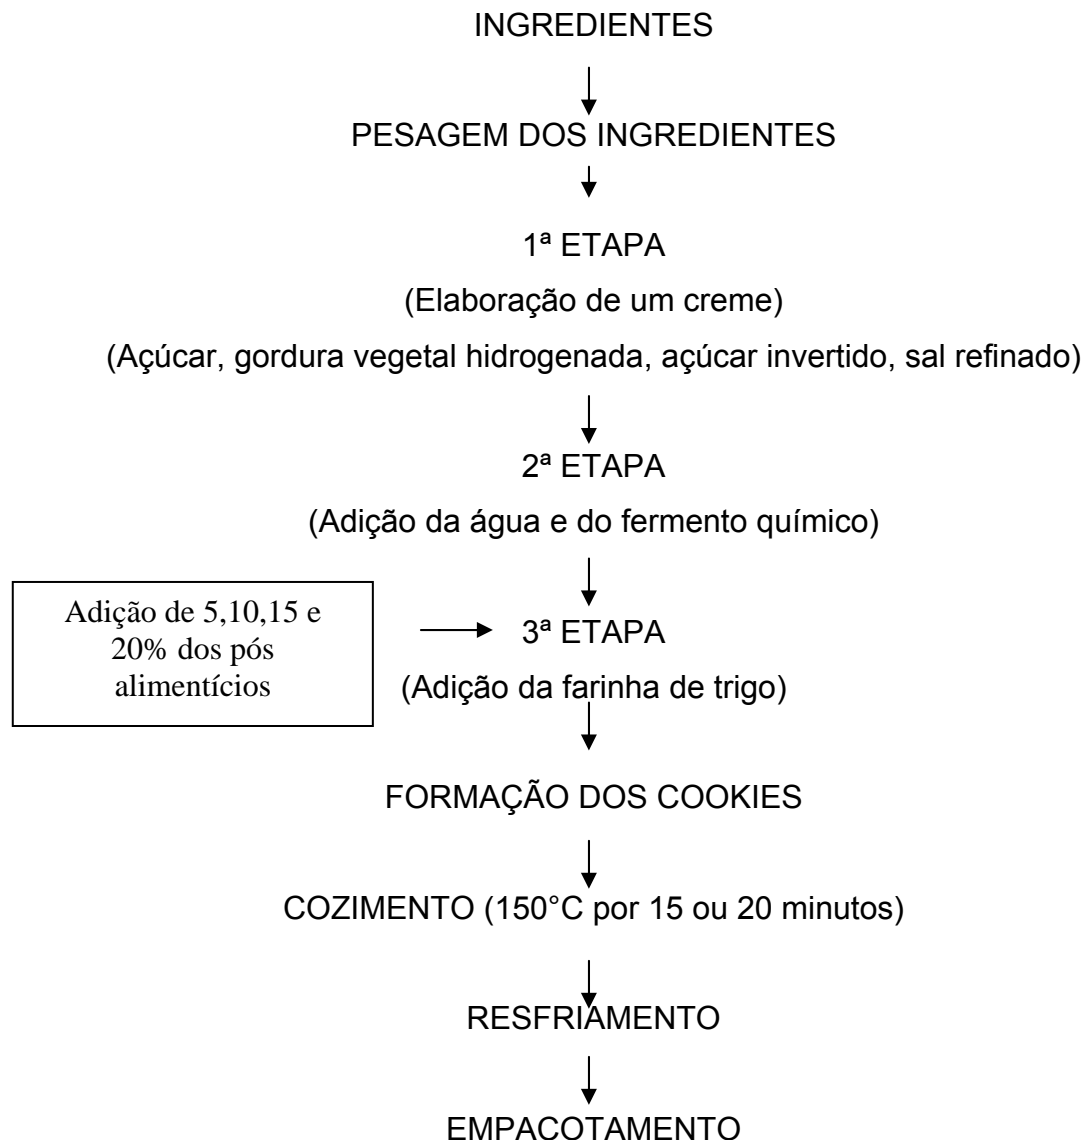 INGREDIENTES
PESAGEM DOS INGREDIENTES
1ª ETAPA
(Elaboração de um creme)
(Açúcar, gordura vegetal hidrogenada, açúcar invertido, sal refinado)
2ª ETAPA
(Adição da água e do fermento químico)
Adição de 5,10,15 e
20% dos pós
alimentícios
3ª ETAPA
(Adição da farinha de trigo)
FORMAÇÃO DOS COOKIES
COZIMENTO (150°C por 15 ou 20 minutos)
RESFRIAMENTO
EMPACOTAMENTO